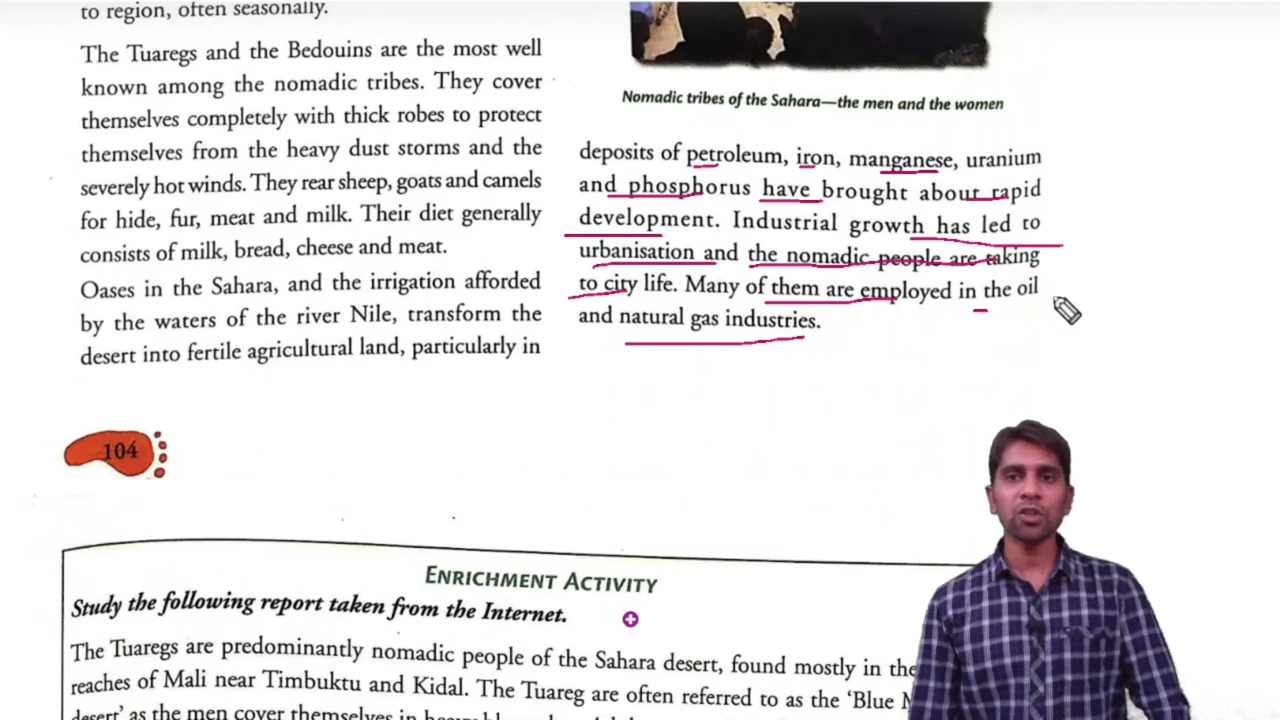 to region, often seasonally.
The Tuaregs and the Bedouins are the most well
known among the nomadic tribes. They cover
themselves completely with thick robes to protect
themselves from the heavy dust storms and the
severely hot winds. They rear sheep, goats and camels
for hide, fur, meat and milk. Their diet generally
consists of milk, bread, cheese and meat.
Oases in the Sahara, and the irrigation afforded
by the waters of the river Nile, transform the
desert into fertile agricultural land, particularly in
Nomadic tribes of the Sahara—the men and the women
deposits of petroleum, iron, manganese, uranium
and phosphorus have brought about rapid
development. Industrial growth has led to
urbanisation and the nomadic people are taking
to city life. Many of them are employed in the oil
and natural gas industries.
104
ENRICHMENT ACTIVITY
Study the following report taken from the Internet.
The Tuaregs are predominantly nomadic people of the Sahara desert, found mostly in the
reaches of Mali near Timbuktu and Kidal. The Tuareg are often referred to as the ‘Blue
desert’ as the men cover themselves in